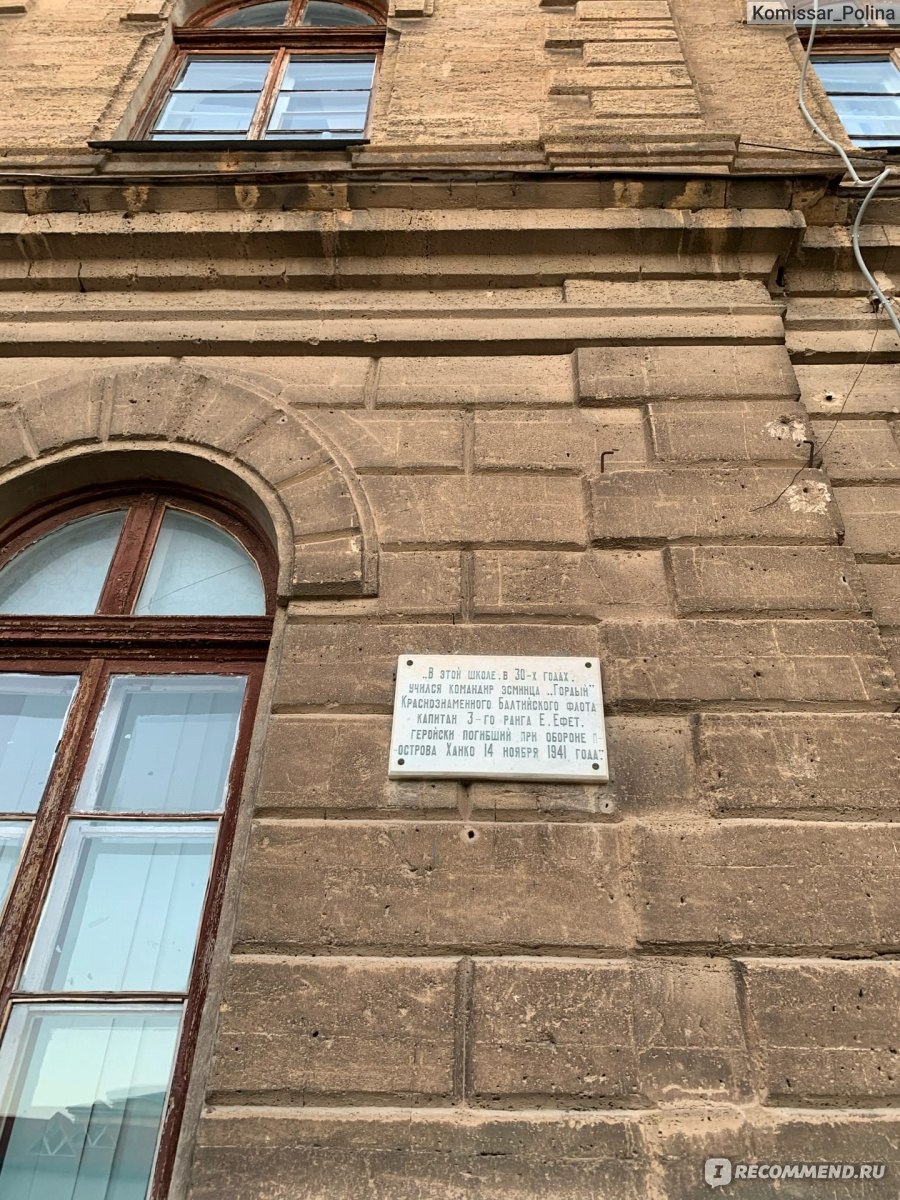 Komissar_Polina
„В этой школе, в 30-х годах,
учился командир эсминца „Гордый"
Краснознаменного Балтийского флота
капитан 3-го ранга Е. Ефет,
геройски погибший при обороне п-
острова Ханко 14 ноября 1941 года."
IRECOMMEND.RU